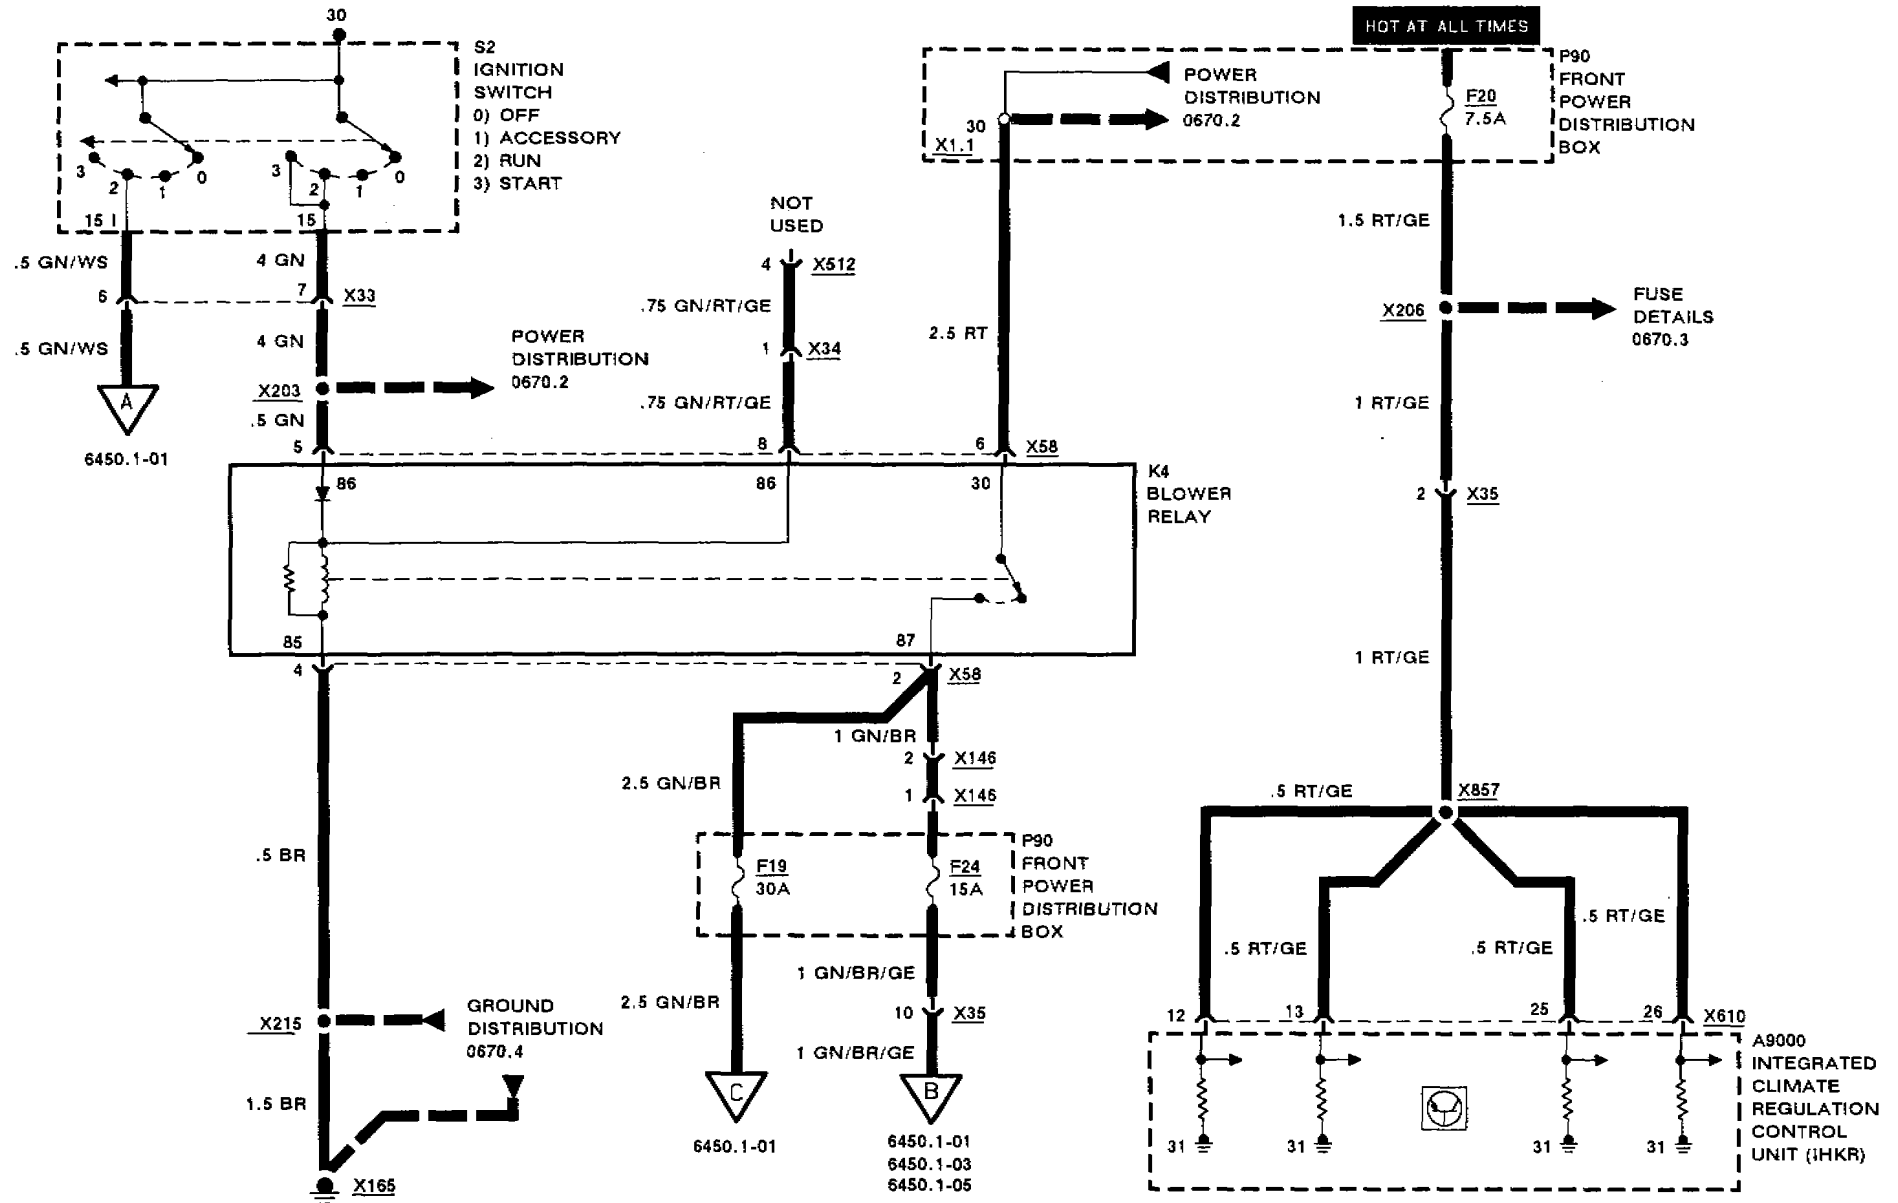 30
S2
IGNITION
SWITCH
0) OFF
1) ACCESSORY
2) RUN
3) START
3
2
1
0
3
2
1
0
15 I
15
.5 GN/WS
4 GN
6
7
X33
.5 GN/WS
4 GN
A
6450.1-01
X203
POWER
DISTRIBUTION
0670.2
.5 GN
5
NOT
USED
4
X512
.75 GN/RT/GE
1
X34
.75 GN/RT/GE
8
HOT AT ALL TIMES
P90
FRONT
POWER
DISTRIBUTION
BOX
POWER
DISTRIBUTION
0670.2
30
X1.1
F20
7.5A
2.5 RT
6
X58
1.5 RT/GE
X206
FUSE
DETAILS
0670.3
1 RT/GE
2
X35
1 RT/GE
K4
BLOWER
RELAY
86
86
30
85
87
4
2
X58
1 GN/BR
2
X146
1
X146
2.5 GN/BR
.5 BR
F19
30A
F24
15A
P90
FRONT
POWER
DISTRIBUTION
BOX
1 GN/BR/GE
2.5 GN/BR
10
X35
1 GN/BR/GE
C
6450.1-01
B
6450.1-01
6450.1-03
6450.1-05
X215
GROUND
DISTRIBUTION
0670.4
1.5 BR
X165
.5 RT/GE
X857
.5 RT/GE
.5 RT/GE
.5 RT/GE
12
13
25
26
X610
A9000
INTEGRATED
CLIMATE
REGULATION
CONTROL
UNIT (IHKR)
31
31
31
31